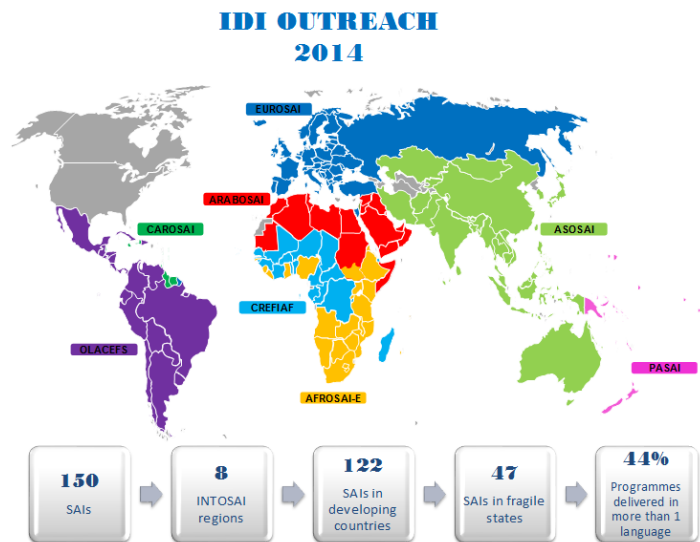 IDI OUTREACH
2014
EUROSAI
ARABOSAI
CAROSAI
ASOSAI
CREFIAF
OLACEFS
PASAI
AFROSAI-E
150
SAIs
8
INTOSAI
regions
122
SAIs in
developing
countries
47
SAIs in fragile
states
44%
Programmes
delivered in
more than 1
language